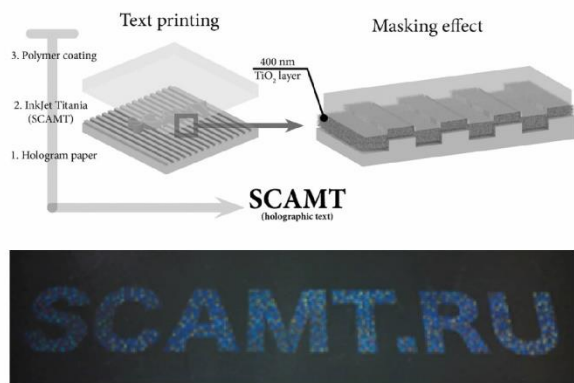 Text printing
Masking effect
3. Polymer coating
400 nm
TiO₂ layer
2. InkJet Titania
(SCAMT)
1. Hologram paper
SCAMT
(holographic text)
SCAMT.RU